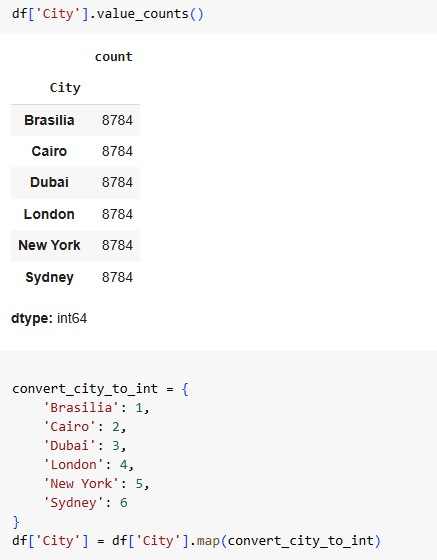 df['City'].value_counts()
count
City
Brasilia 8784
Cairo 8784
Dubai 8784
London 8784
New York 8784
Sydney 8784
dtype: int64
convert_city_to_int = {
    'Brasilia': 1,
    'Cairo': 2,
    'Dubai': 3,
    'London': 4,
    'New York': 5,
    'Sydney': 6
}
df['City'] = df['City'].map(convert_city_to_int)